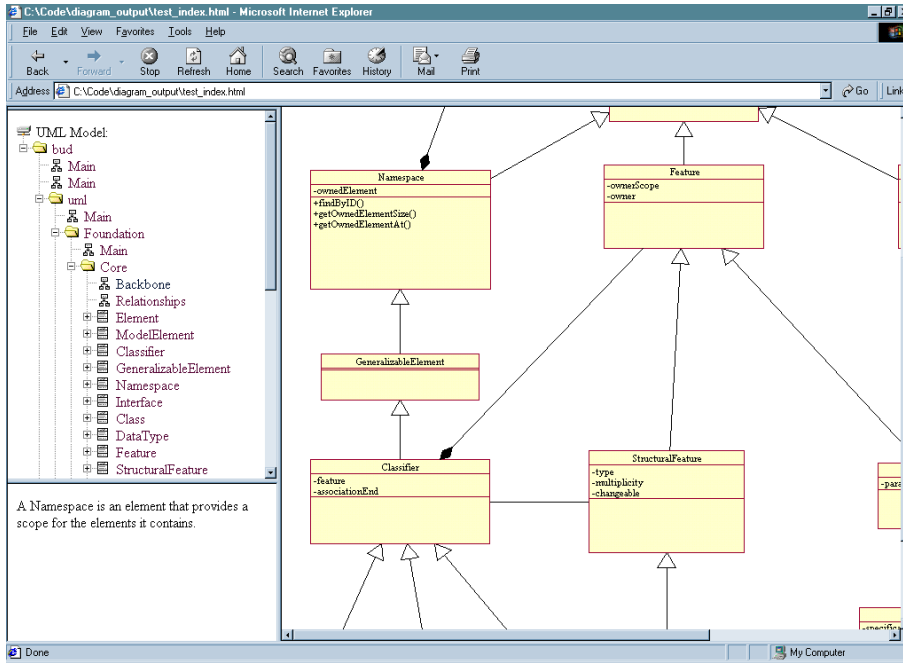 C:\Code\diagram_output\test_index.html - Microsoft Internet Explorer
File Edit View Favorites Tools Help
Back Forward Stop Refresh Home Search Favorites History Mail Print
Address C:\Code\diagram_output\test_index.html Go Link
UML Model:
bud
Main
Main
uml
Main
Foundation
Main
Core
Backbone
Relationships
Element
ModelElement
Classifier
GeneralizableElement
Namespace
Interface
Class
DataType
Feature
StructuralFeature
A Namespace is an element that provides a
scope for the elements it contains.
Namespace
-ownedElement
+findByID()
+getOwnedElementSize()
+getOwnedElementAt()
Feature
-ownerScope
-owner
GeneralizableElement
Classifier
-feature
-associationEnd
StructuralFeature
-type
-multiplicity
-changeable
-para
-specifica
Done
My Computer